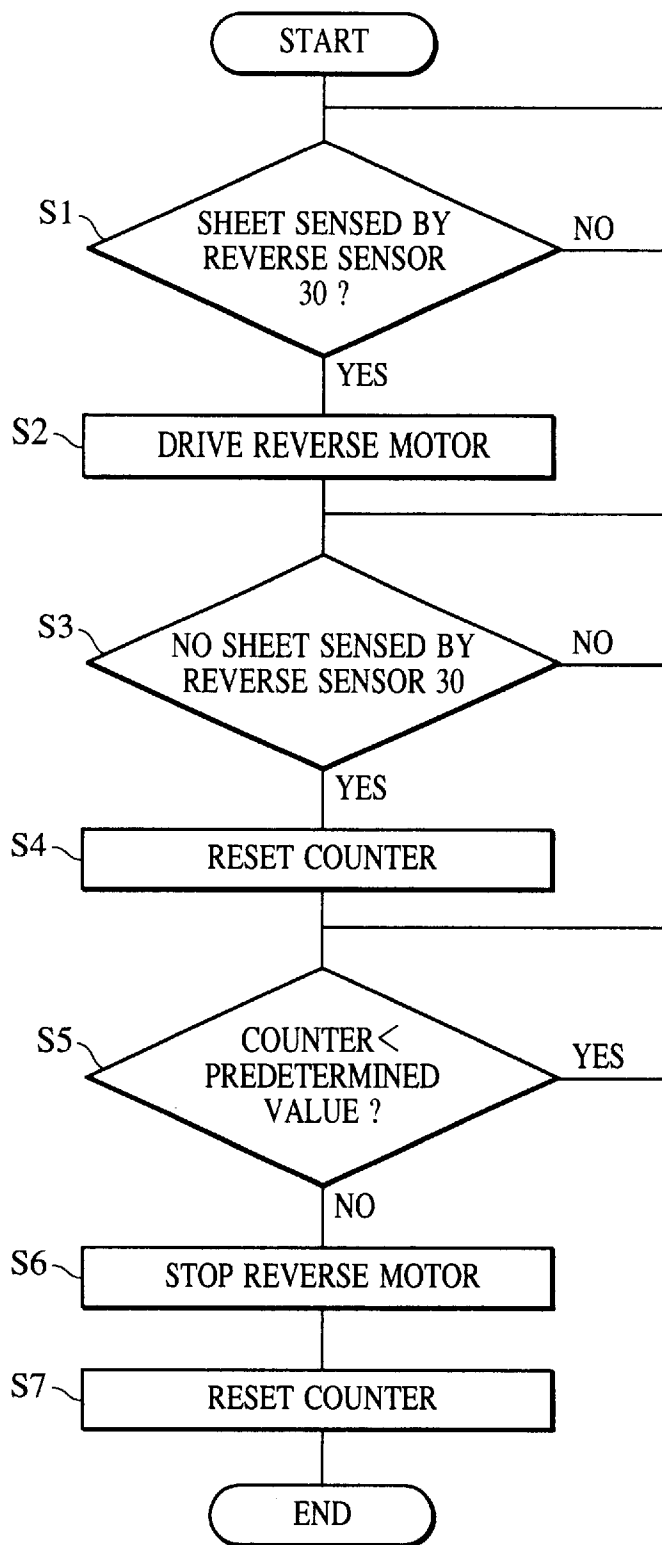 START
S1
SHEET SENSED BY
REVERSE SENSOR
30 ?
NO
YES
S2
DRIVE REVERSE MOTOR
S3
NO SHEET SENSED BY
REVERSE SENSOR 30
NO
YES
S4
RESET COUNTER
S5
COUNTER<
PREDETERMINED
VALUE ?
YES
NO
S6
STOP REVERSE MOTOR
S7
RESET COUNTER
END